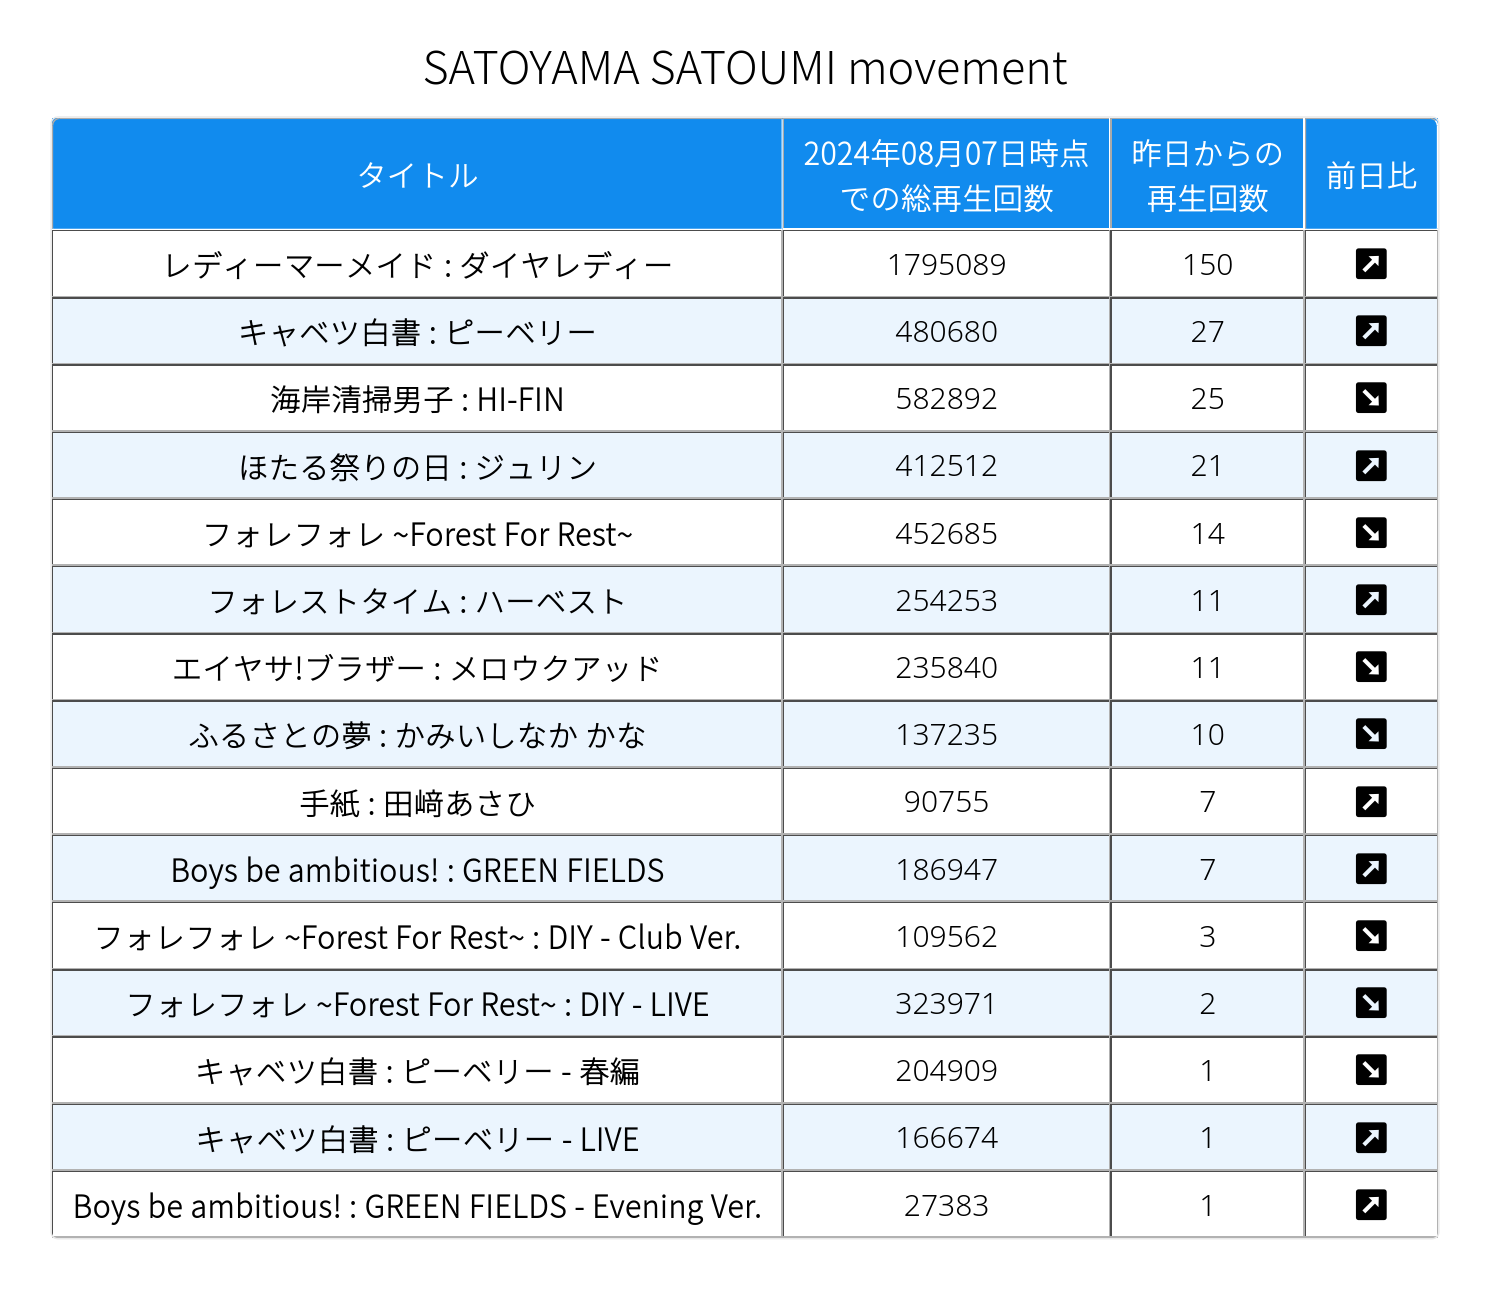 SATOYAMA SATOUMI movement
タイトル 2024年08月07日時点での総再生回数 昨日からの再生回数 前日比
レディーマーメイド : ダイヤレディー 1795089 150 ↗
キャベツ白書 : ピーベリー 480680 27 ↗
海岸清掃男子 : HI-FIN 582892 25 ↘
ほたる祭りの日 : ジュリン 412512 21 ↗
フォレフォレ ~Forest For Rest~ 452685 14 ↘
フォレストタイム : ハーベスト 254253 11 ↗
エイヤサ!ブラザー : メロウクアッド 235840 11 ↘
ふるさとの夢 : かみいしなか かな 137235 10 ↘
手紙 : 田﨑あさひ 90755 7 ↗
Boys be ambitious! : GREEN FIELDS 186947 7 ↗
フォレフォレ ~Forest For Rest~ : DIY - Club Ver. 109562 3 ↘
フォレフォレ ~Forest For Rest~ : DIY - LIVE 323971 2 ↘
キャベツ白書 : ピーベリー - 春編 204909 1 ↘
キャベツ白書 : ピーベリー - LIVE 166674 1 ↗
Boys be ambitious! : GREEN FIELDS - Evening Ver. 27383 1 ↗